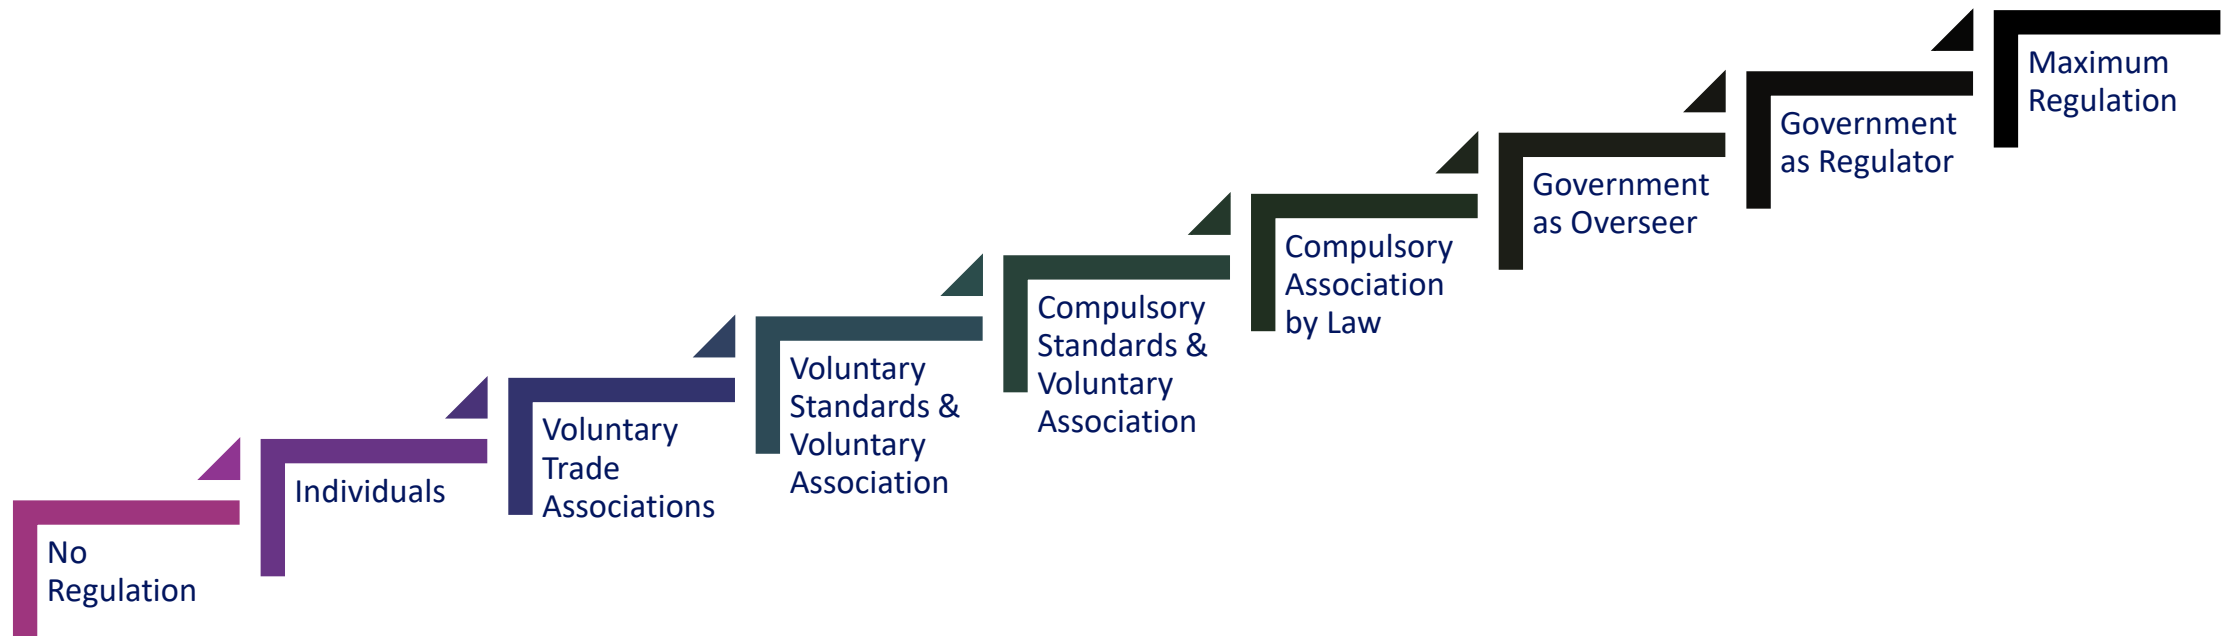 No
Regulation
Individuals
Voluntary
Trade
Associations
Voluntary
Standards &
Voluntary
Association
Compulsory
Standards &
Voluntary
Association
Compulsory
Association
by Law
Government
as Overseer
Government
as Regulator
Maximum
Regulation